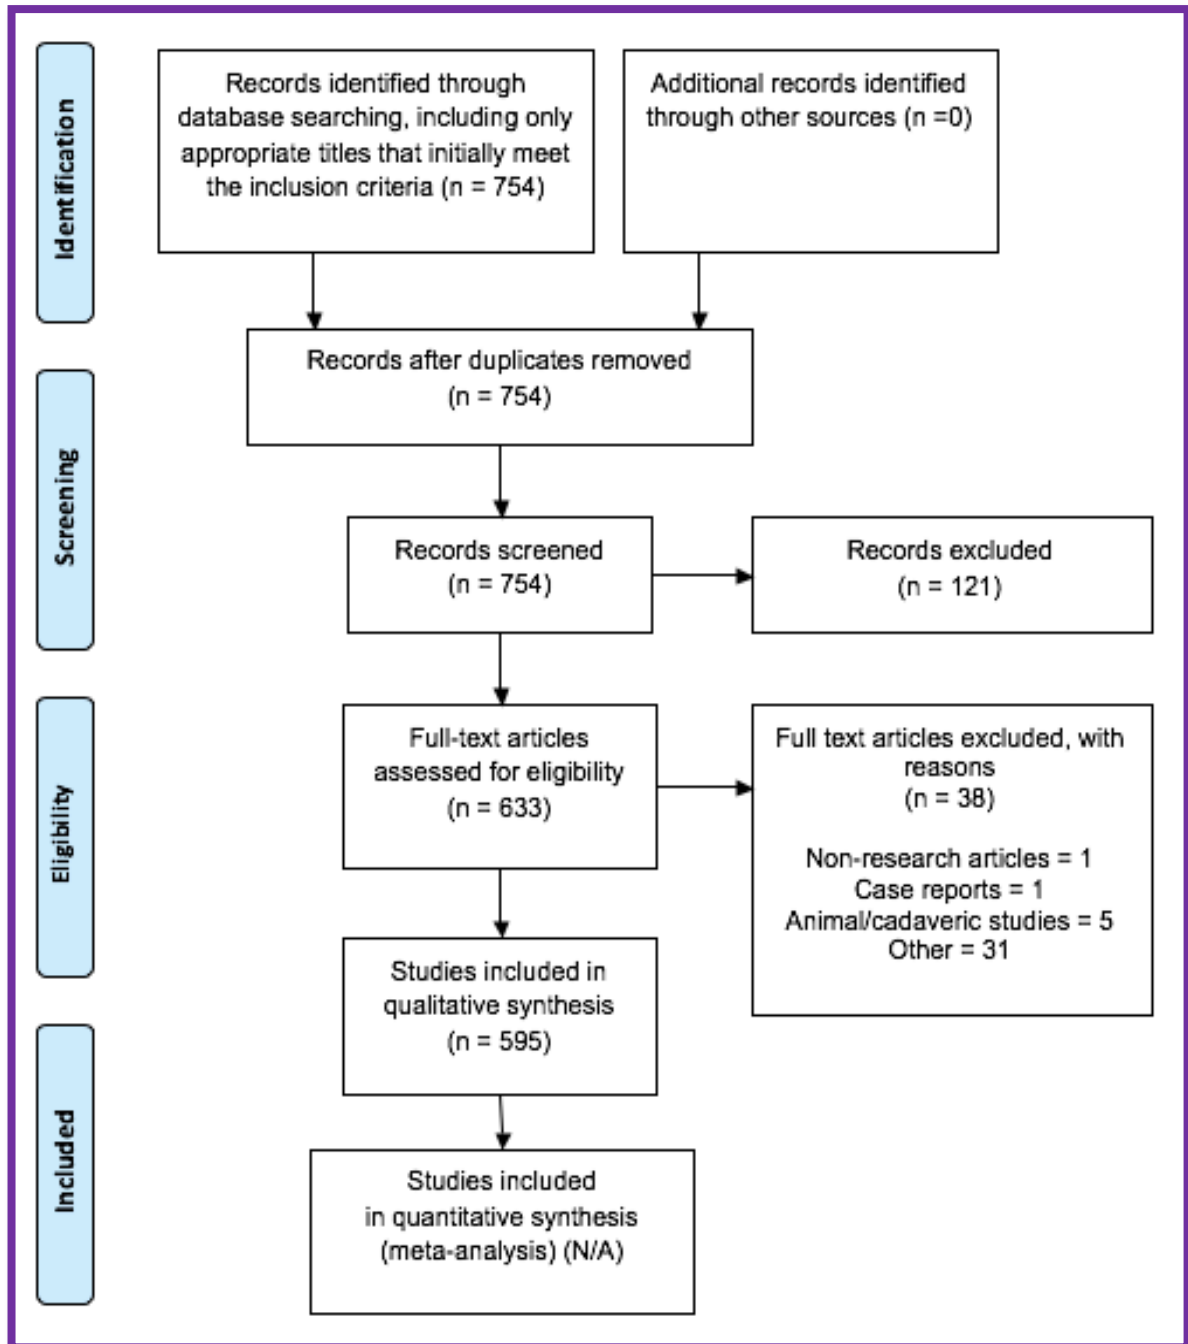 Identification
Records identified through
database searching, including only
appropriate titles that initially meet
the inclusion criteria (n = 754)
Additional records identified
through other sources (n =0)
Records after duplicates removed
(n = 754)
Screening
Records screened
(n = 754)
Records excluded
(n = 121)
Eligibility
Full-text articles
assessed for eligibility
(n = 633)
Full text articles excluded, with
reasons
(n = 38)
Non-research articles = 1
Case reports = 1
Animal/cadaveric studies = 5
Other = 31
Studies included in
qualitative synthesis
(n = 595)
Included
Studies included
in quantitative synthesis
(meta-analysis) (N/A)